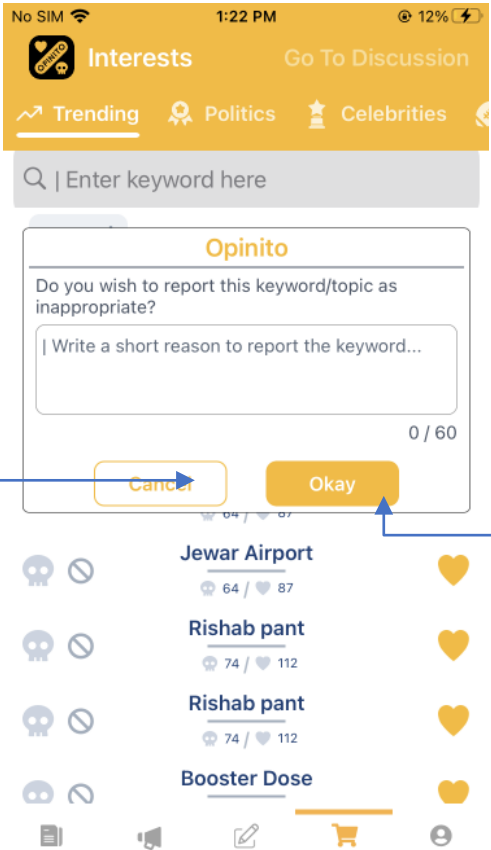 No SIM 1:22 PM 12%
OPINITO
Interests Go To Discussion
Trending Politics Celebrities
| Enter keyword here
Opinito
Do you wish to report this keyword/topic as
inappropriate?
| Write a short reason to report the keyword...
0 / 60
Cancel Okay
64 / 87
Jewar Airport
64 / 87
Rishab pant
74 / 112
Rishab pant
74 / 112
Booster Dose